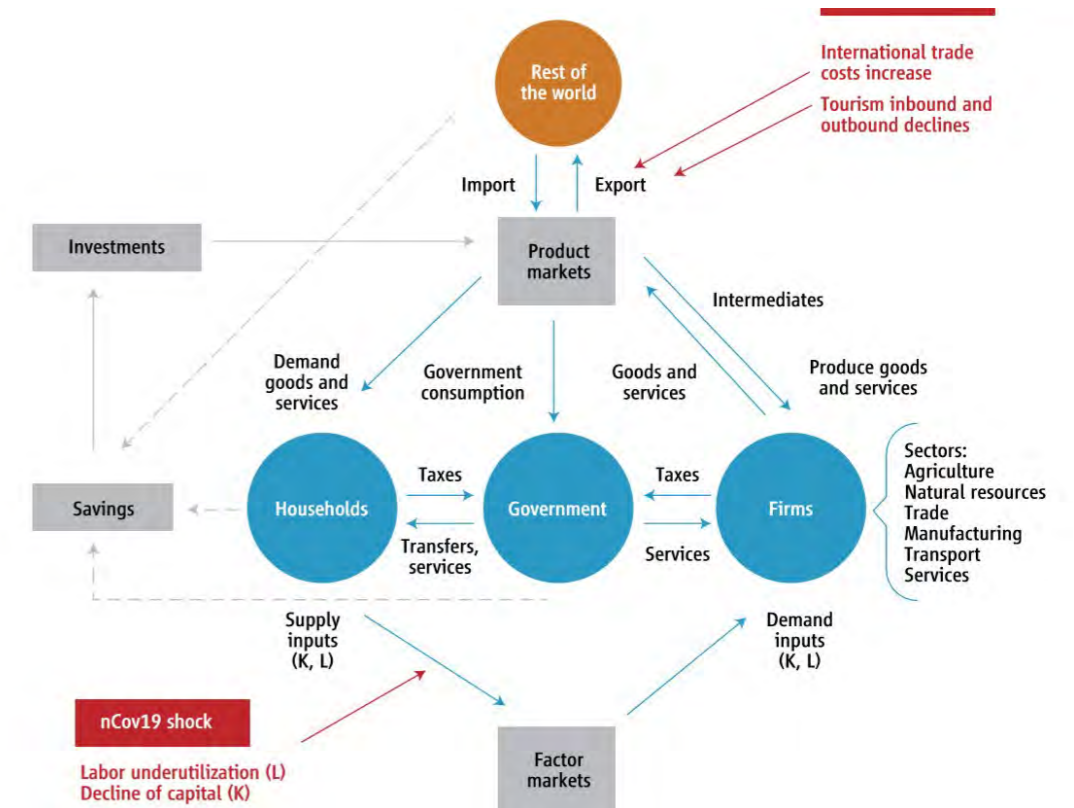 International trade
costs increase
Tourism inbound and
outbound declines
Rest of
the world
Import
Export
Investments
Product
markets
Intermediates
Demand
goods and
services
Government
consumption
Goods and
services
Produce goods
and services
Savings
Households
Taxes
Transfers,
services
Government
Taxes
Services
Firms
Sectors:
Agriculture
Natural resources
Trade
Manufacturing
Transport
Services
Supply
inputs
(K, L)
Demand
inputs
(K, L)
nCov19 shock
Labor underutilization (L)
Decline of capital (K)
Factor
markets